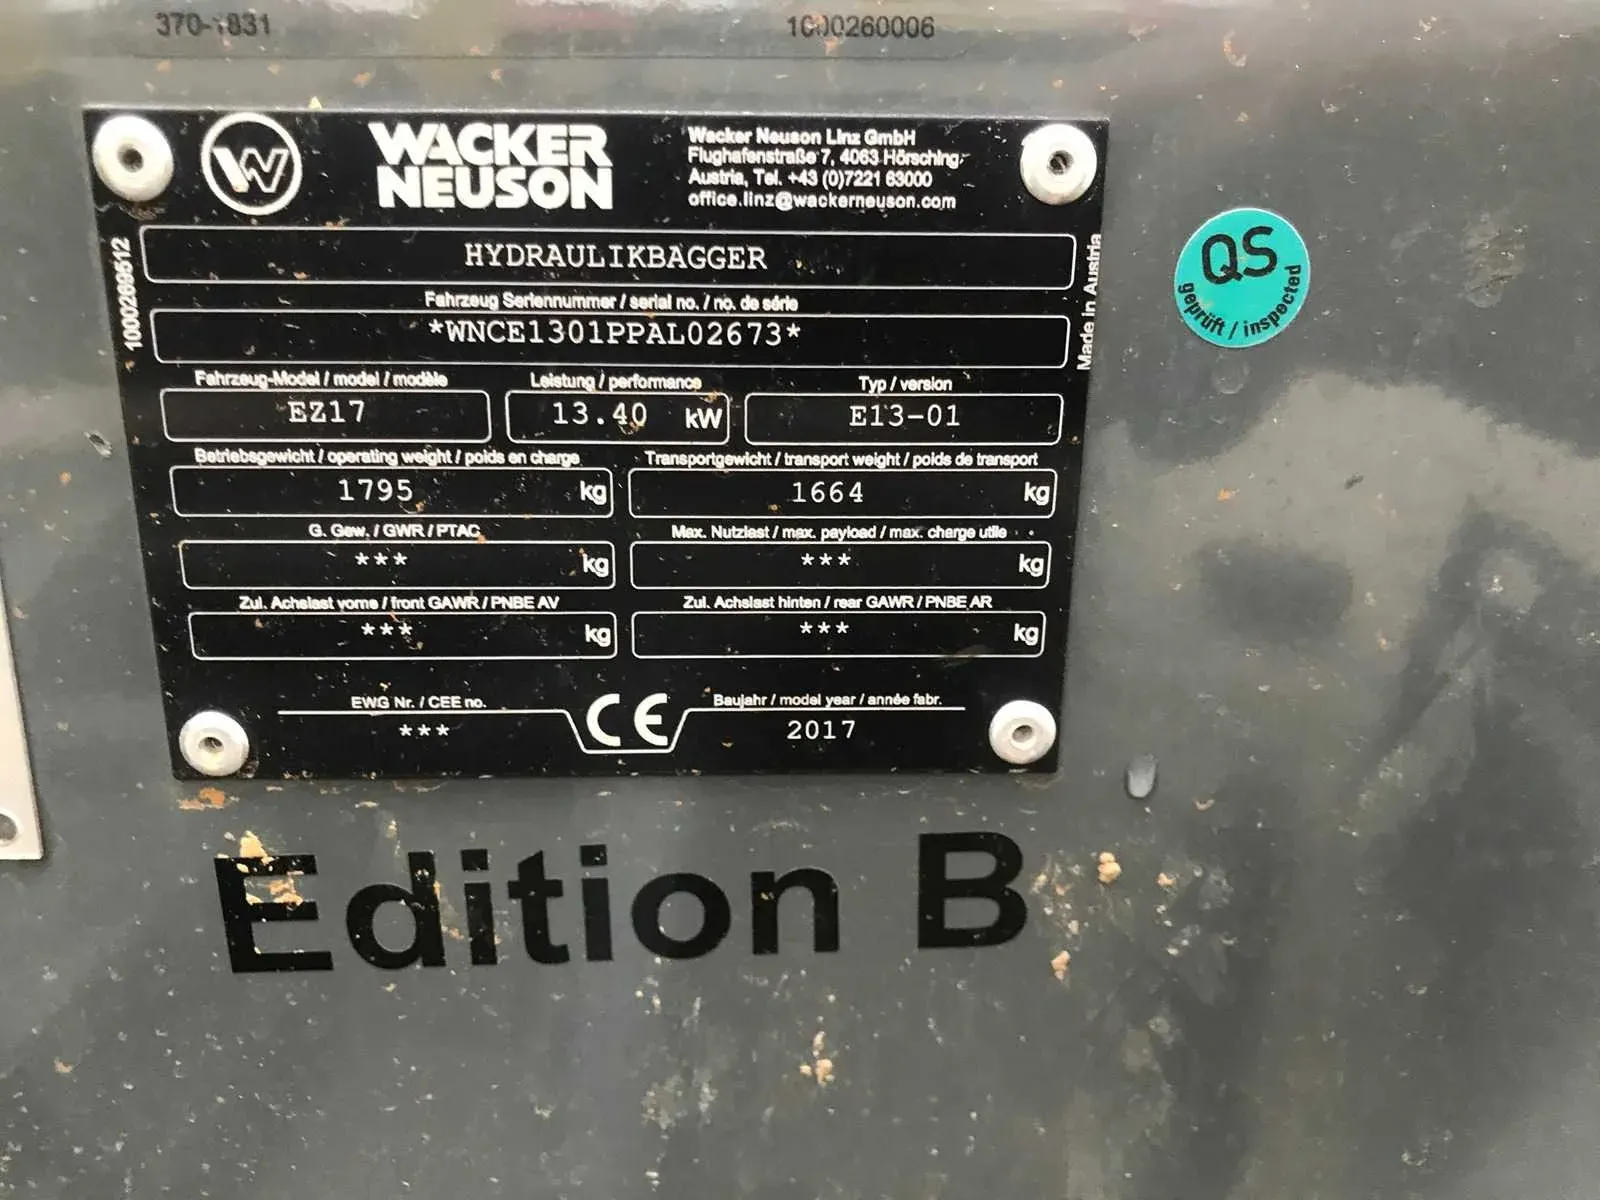 1000260006
WACKER
NEUSON
Wacker Neuson Linz GmbH
Flughafenstraße 7, 4063 Hörsching
Austria, Tel. +43 (0)7221 63000
office.linz@wackerneuson.com
1000269512
HYDRAULIKBAGGER
Made in Austria
Fahrzeug Seriennummer / serial no. / no. de série
*WNCE1301PPAL02673*
Fahrzeug-Model / model / modèle
EZ17
Leistung / performance
13.40 kW
Typ / version
E13-01
Betriebsgewicht / operating weight / poids en charge
1795 kg
Transportgewicht / transport weight / poids de transport
1664 kg
G. Gew. / GWR / PTAC
*** kg
Max. Nutzlast / max. payload / max. charge utile
*** kg
Zul. Achslast vorne / front GAWR / PNBE AV
*** kg
Zul. Achslast hinten / rear GAWR / PNBE AR
*** kg
EWG Nr. / CEE no.
***
CE
Baujahr / model year / année fabr.
2017
QS
geprüft / inspected
Edition B